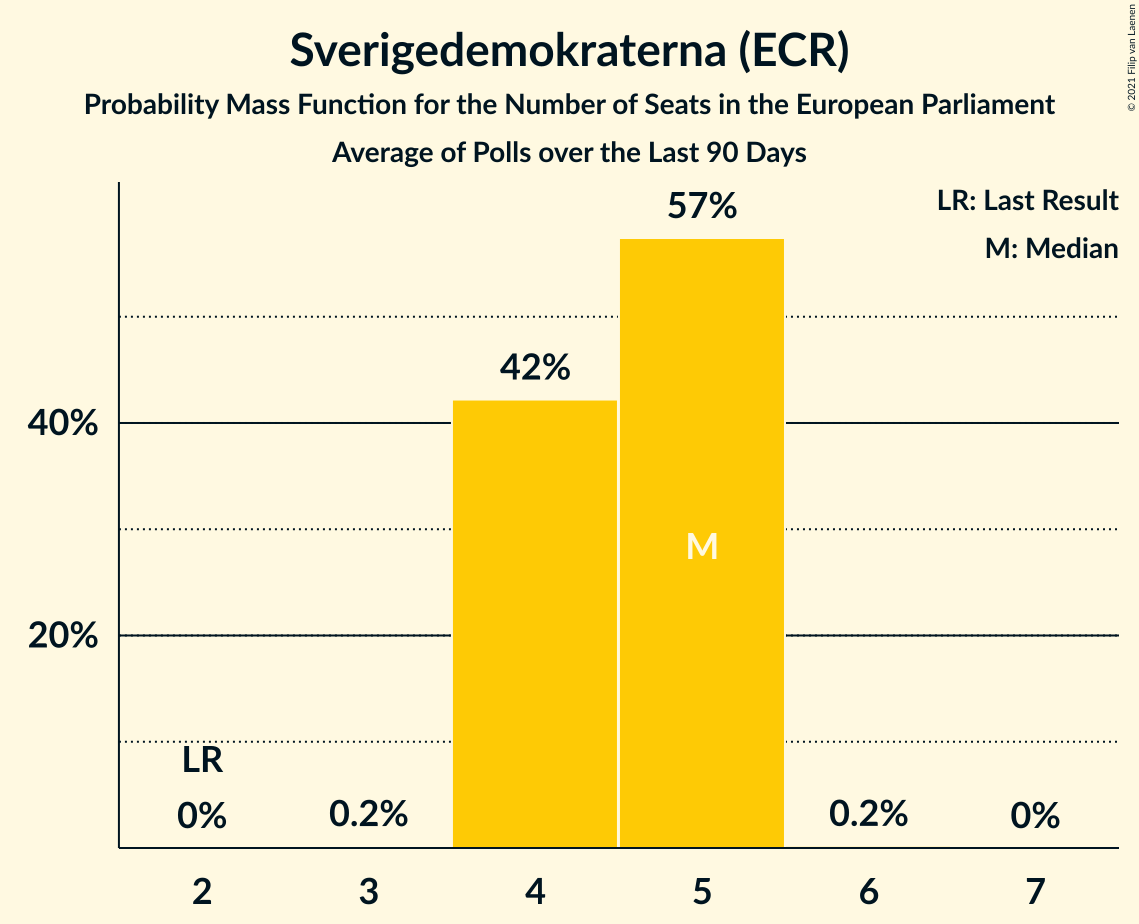 Sverigedemokraterna (ECR)
Probability Mass Function for the Number of Seats in the European Parliament
Average of Polls over the Last 90 Days
© 2021 Filip van Laenen
LR: Last Result
M: Median
57%
42%
40%
M
20%
LR
0%
0.2%
0.2%
0%
2 3 4 5 6 7